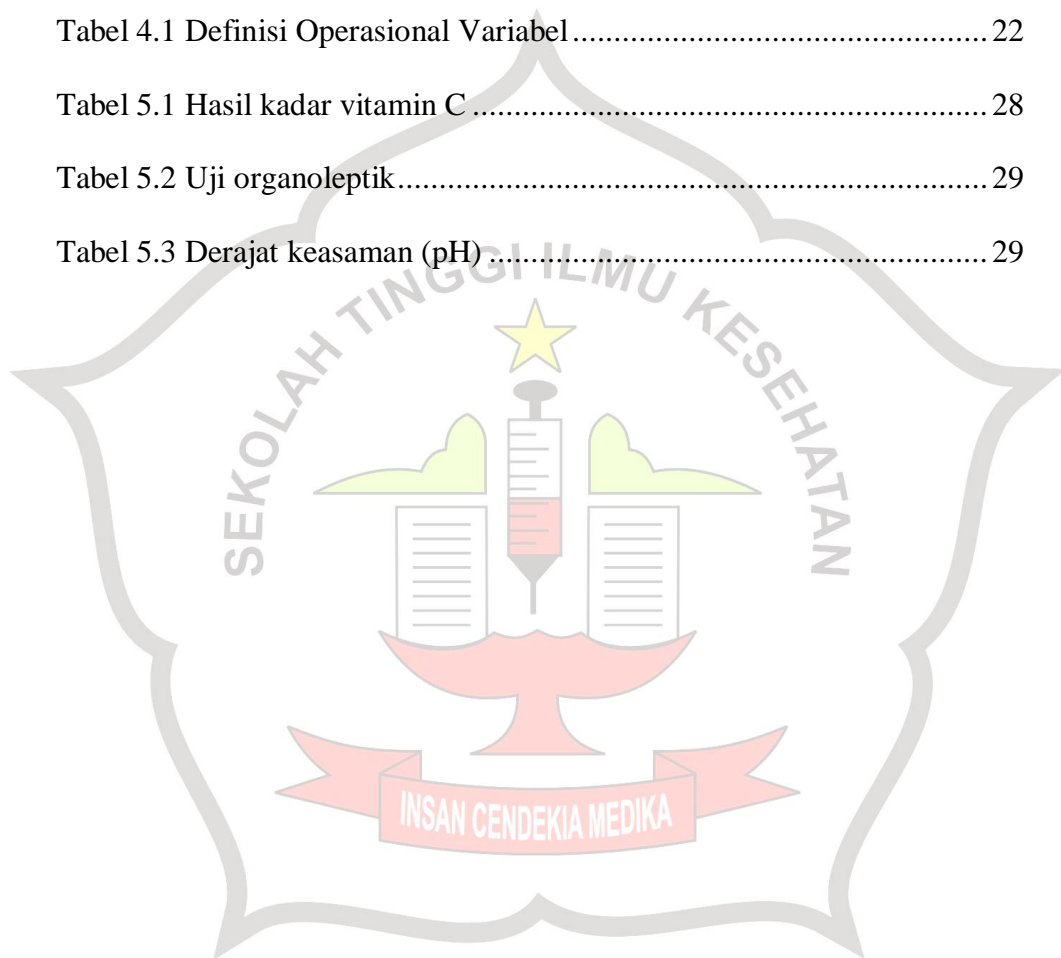 Tabel 4.1 Definisi Operasional Variabel.................................................. 22
Tabel 5.1 Hasil kadar vitamin C .............................................................. 28
Tabel 5.2 Uji organoleptik....................................................................... 29
Tabel 5.3 Derajat keasaman (pH) ............................................................ 29
SEKOLAH TINGGI ILMU KESEHATAN
INSAN CENDEKIA MEDIKA